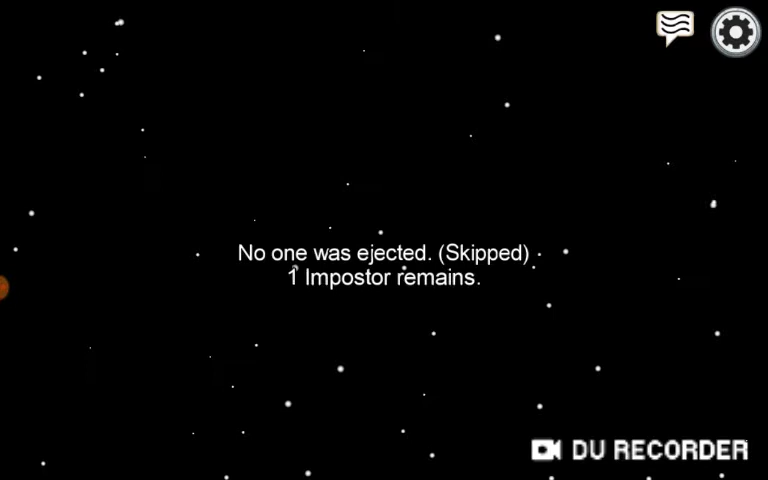 No one was ejected. (Skipped)
1 Impostor remains.
DU RECORDER